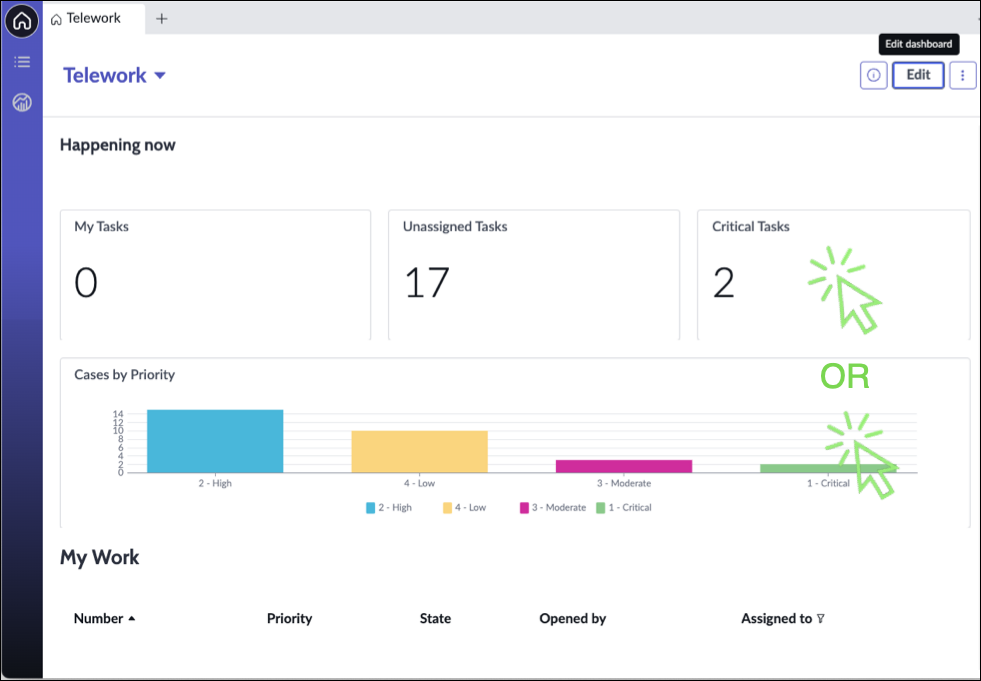 Telework
Edit dashboard
Telework
Edit
Happening now
My Tasks
0
Unassigned Tasks
17
Critical Tasks
2
Cases by Priority
OR
14
12
10
8
6
4
2
0
2 - High
4 - Low
3 - Moderate
1 - Critical
2 - High
4 - Low
3 - Moderate
1 - Critical
My Work
Number
Priority
State
Opened by
Assigned to